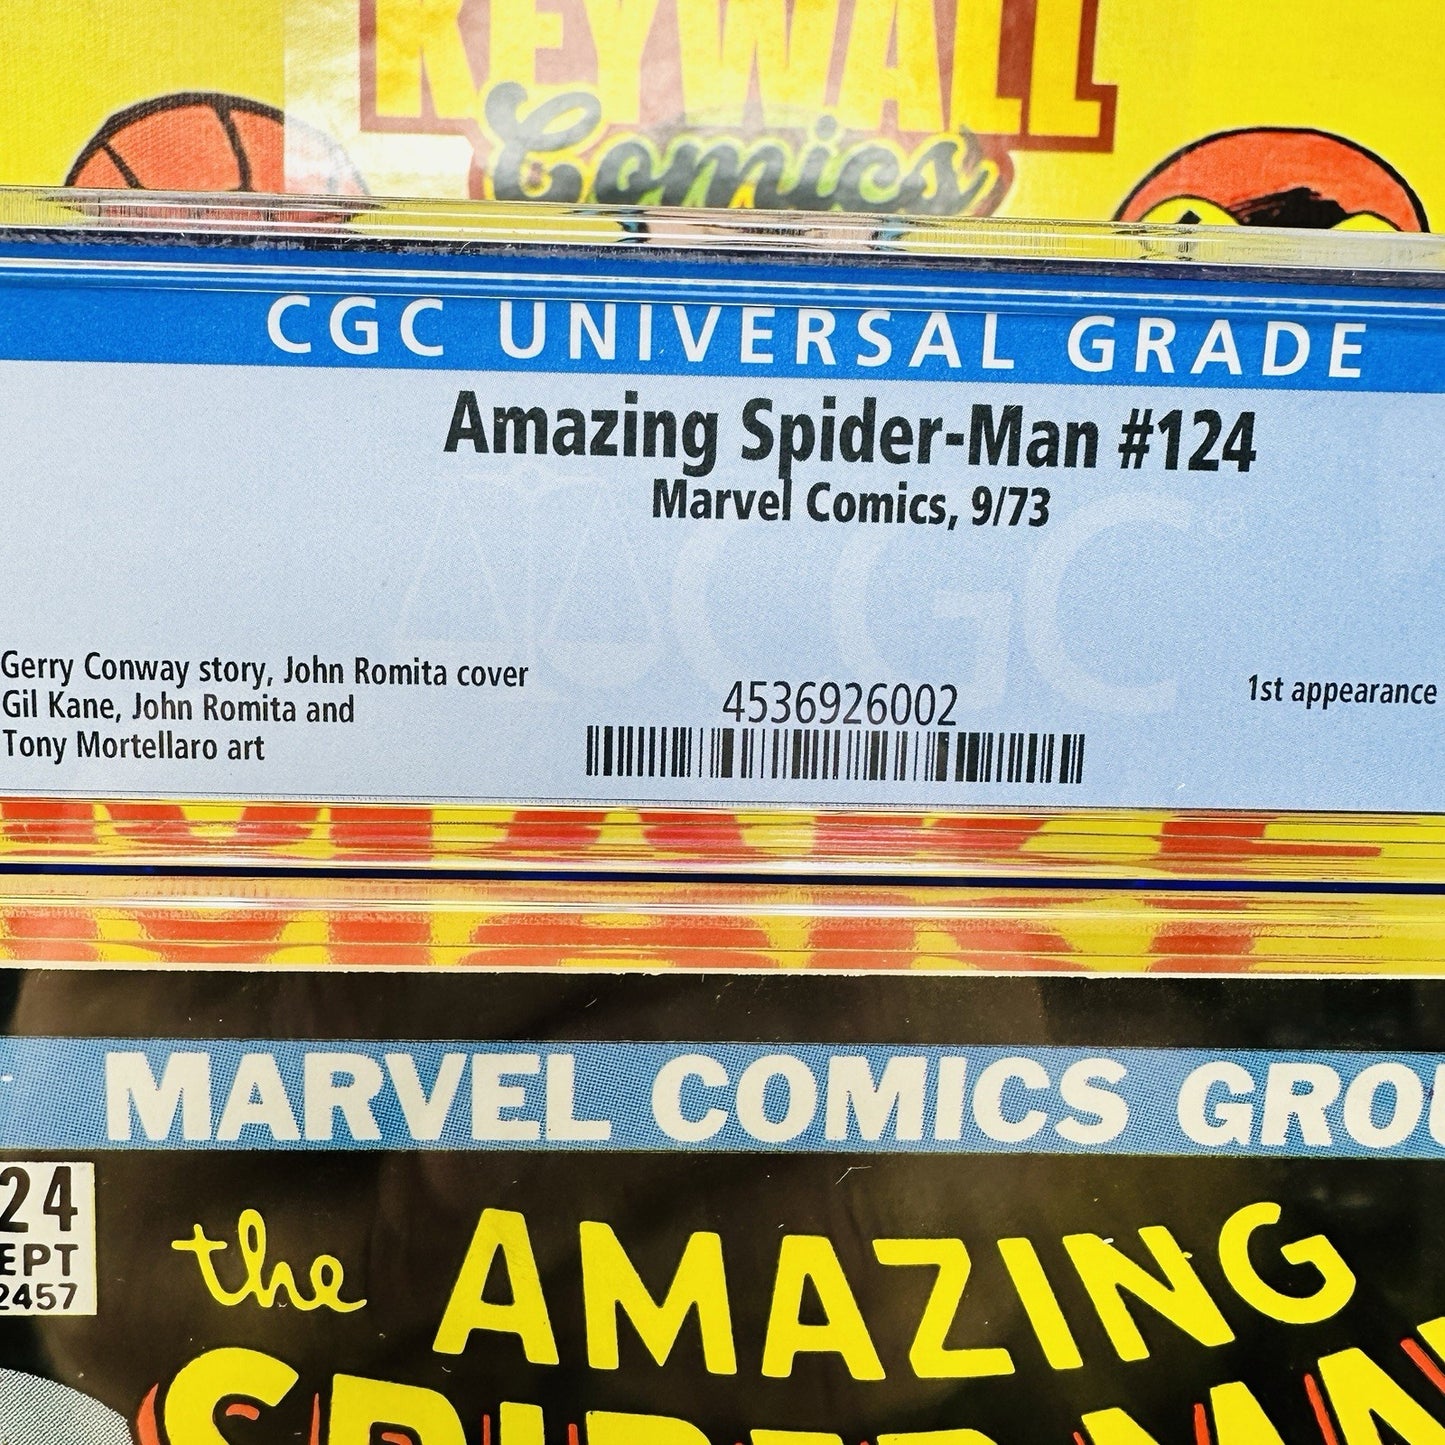 KEYWALL
Comics
CGC UNIVERSAL GRADE
Amazing Spider-Man #124
Marvel Comics, 9/73
Gerry Conway story, John Romita cover
Gil Kane, John Romita and
Tony Mortellaro art
4536926002
1st appearance
MARVEL COMICS GROU
24
EPT
2457
the AMAZING
SPIDER-MA